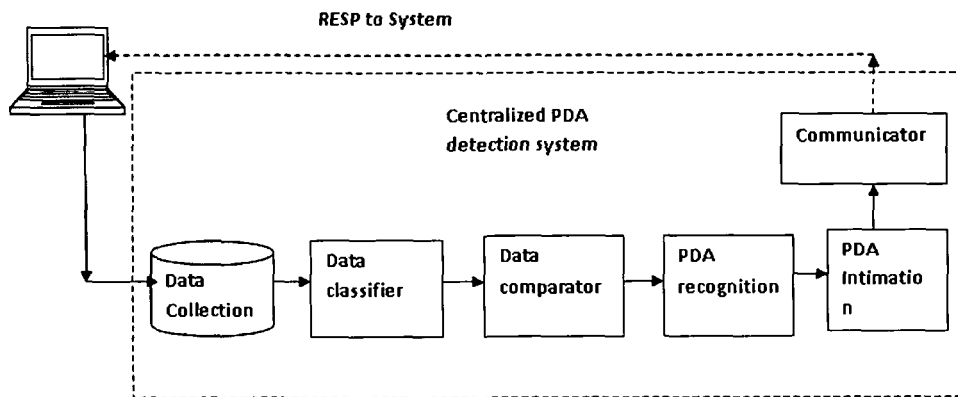 RESP to System
Centralized PDA
detection system
Communicator
Data
Collection
Data
classifier
Data
comparator
PDA
recognition
PDA
Intimatio
n